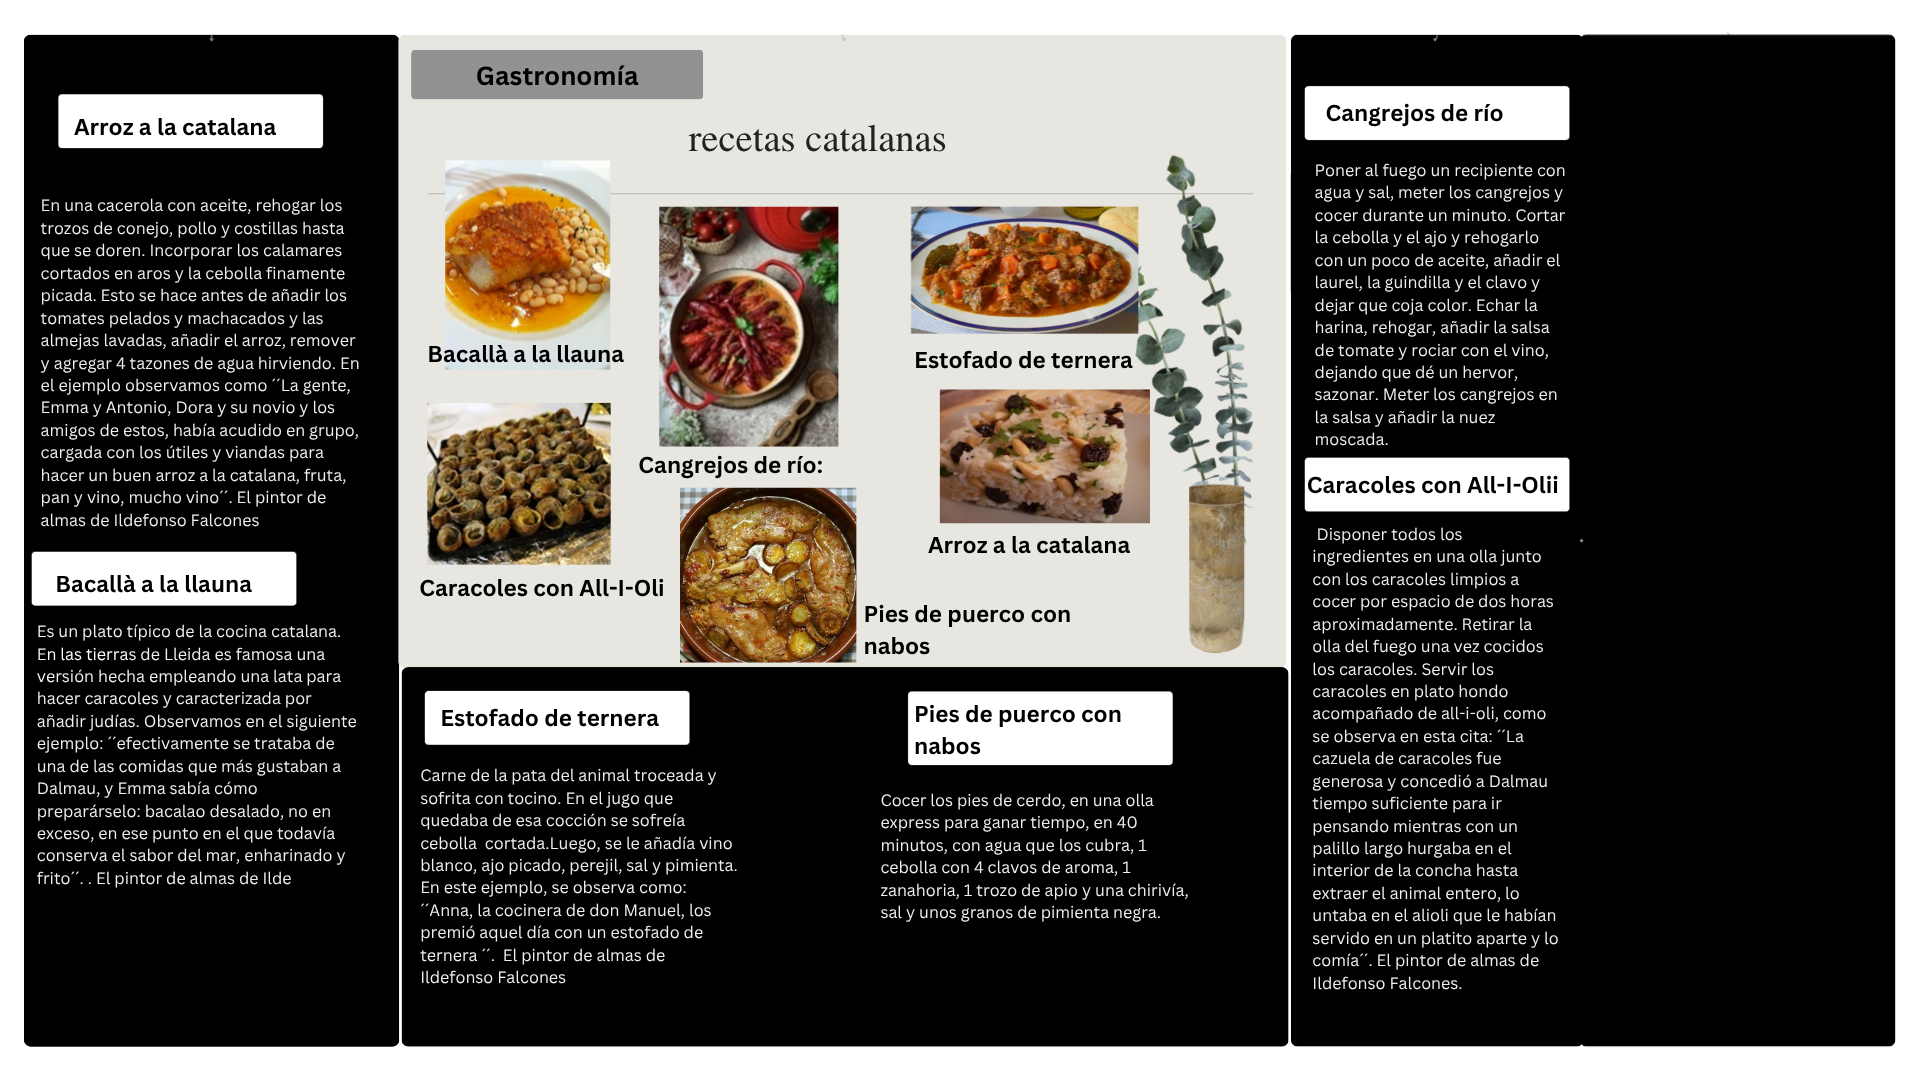 Arroz a la catalana
En una cacerola con aceite, rehogar los
trozos de conejo, pollo y costillas hasta
que se doren. Incorporar los calamares
cortados en aros y la cebolla finamente
picada. Esto se hace antes de añadir los
tomates pelados y machacados y las
almejas lavadas, añadir el arroz, remover
y agregar 4 tazones de agua hirviendo. En
el ejemplo observamos como ´´La gente,
Emma y Antonio, Dora y su novio y los
amigos de estos, había acudido en grupo,
cargada con los útiles y viandas para
hacer un buen arroz a la catalana, fruta,
pan y vino, mucho vino´´. El pintor de
almas de Ildefonso Falcones
Bacallà a la llauna
Es un plato típico de la cocina catalana.
En las tierras de Lleida es famosa una
versión hecha empleando una lata para
hacer caracoles y caracterizada por
añadir judías. Observamos en el siguiente
ejemplo: ´´efectivamente se trataba de
una de las comidas que más gustaban a
Dalmau, y Emma sabía cómo
preparárselo: bacalao desalado, no en
exceso, en ese punto en el que todavía
conserva el sabor del mar, enharinado y
frito´´. . El pintor de almas de Ilde
Gastronomía
recetas catalanas
Bacallà a la llauna
Estofado de ternera
Cangrejos de río:
Arroz a la catalana
Caracoles con All-I-Oli
Pies de puerco con
nabos
Estofado de ternera
Carne de la pata del animal troceada y
sofrita con tocino. En el jugo que
quedaba de esa cocción se sofreía
cebolla  cortada.Luego, se le añadía vino
blanco, ajo picado, perejil, sal y pimienta.
En este ejemplo, se observa como:
´´Anna, la cocinera de don Manuel, los
premió aquel día con un estofado de
ternera ´´.  El pintor de almas de
Ildefonso Falcones
Pies de puerco con
nabos
Cocer los pies de cerdo, en una olla
express para ganar tiempo, en 40
minutos, con agua que los cubra, 1
cebolla con 4 clavos de aroma, 1
zanahoria, 1 trozo de apio y una chirivía,
sal y unos granos de pimienta negra.
Cangrejos de río
Poner al fuego un recipiente con
agua y sal, meter los cangrejos y
cocer durante un minuto. Cortar
la cebolla y el ajo y rehogarlo
con un poco de aceite, añadir el
laurel, la guindilla y el clavo y
dejar que coja color. Echar la
harina, rehogar, añadir la salsa
de tomate y rociar con el vino,
dejando que dé un hervor,
sazonar. Meter los cangrejos en
la salsa y añadir la nuez
moscada.
Caracoles con All-I-Olii
Disponer todos los
ingredientes en una olla junto
con los caracoles limpios a
cocer por espacio de dos horas
aproximadamente. Retirar la
olla del fuego una vez cocidos
los caracoles. Servir los
caracoles en plato hondo
acompañado de all-i-oli, como
se observa en esta cita: ´´La
cazuela de caracoles fue
generosa y concedió a Dalmau
tiempo suficiente para ir
pensando mientras con un
palillo largo hurgaba en el
interior de la concha hasta
extraer el animal entero, lo
untaba en el alioli que le habían
servido en un platito aparte y lo
comía´´. El pintor de almas de
Ildefonso Falcones.